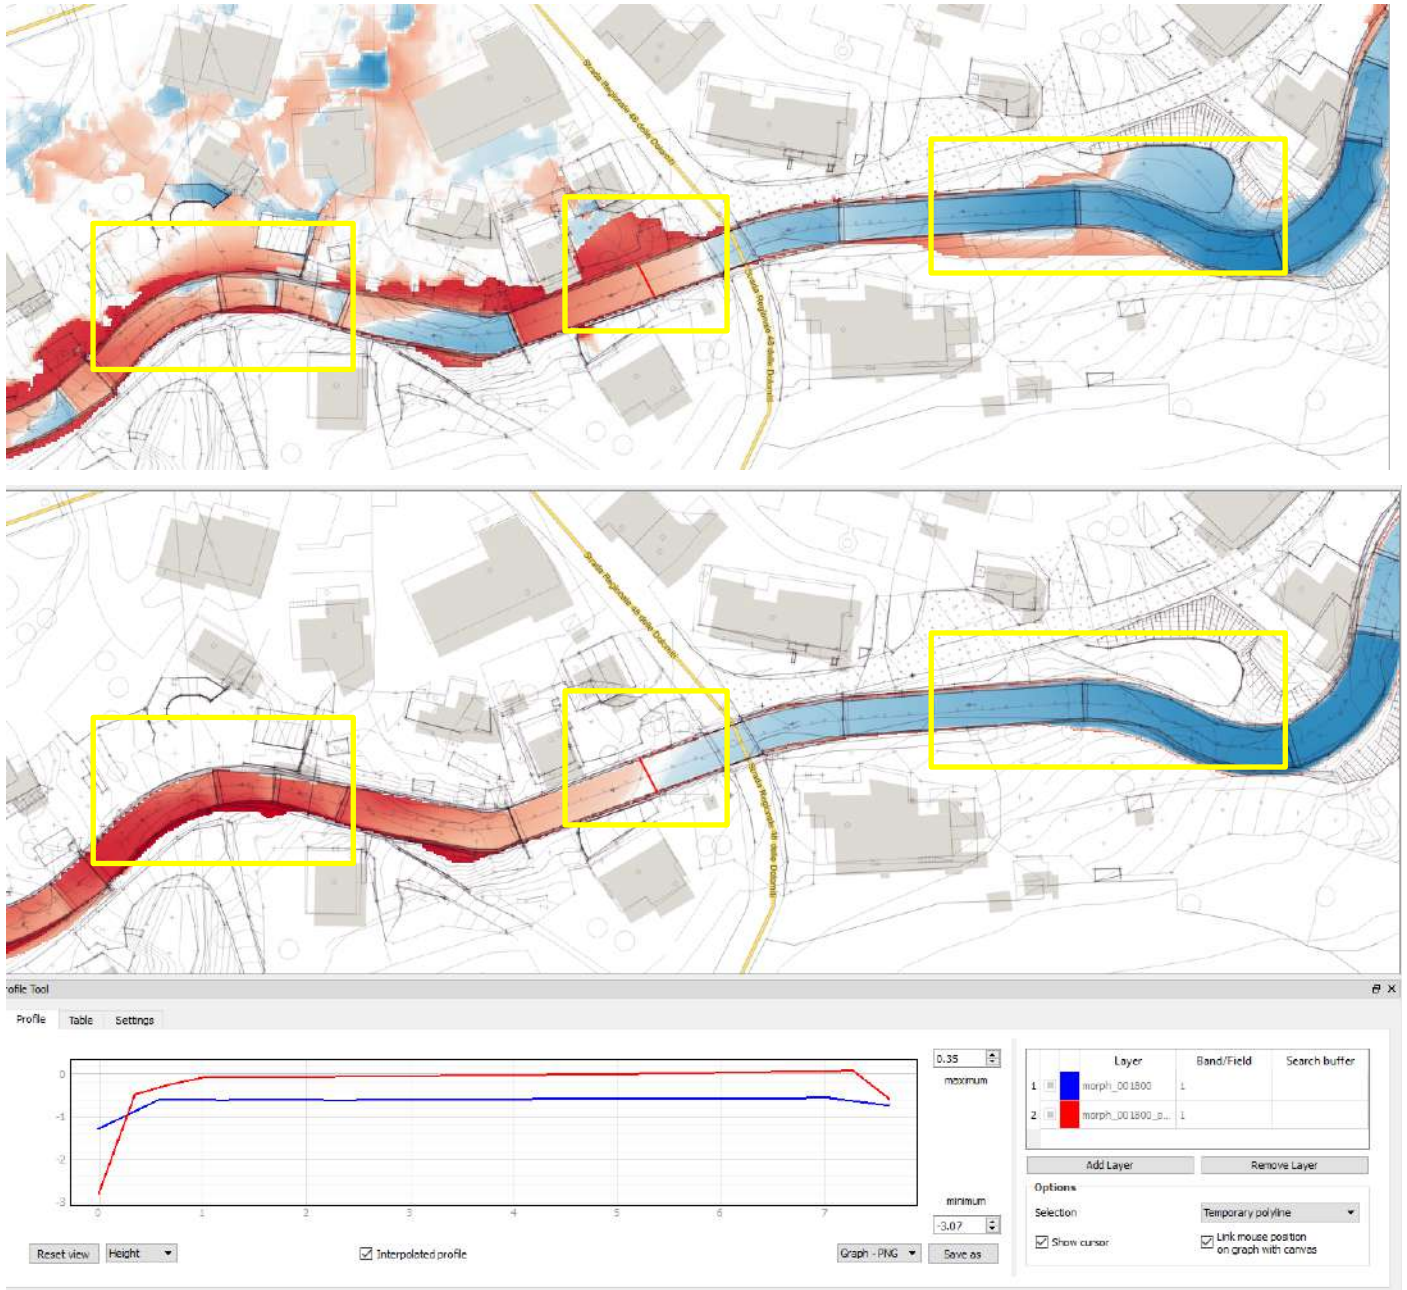 Strada Regionale 48 delle Dolomiti
Strada Regionale 48 delle Dolomiti
Strada Regionale 48 delle Dolomiti
Strada Regionale 48 delle Dolomiti
rofile Tool
Profile Table Settings
0
-1
-2
-3
0 1 2 3 4 5 6 7
0.35
maximum
minimum
-3.07
Reset view Height Interpolated profile Graph - PNG Save as
Layer Band/Field Search buffer
1 morph_001800 1
2 morph_001800_p... 1
Add Layer Remove Layer
Options
Selection Temporary polyline
Show cursor Link mouse position
on graph with canvas